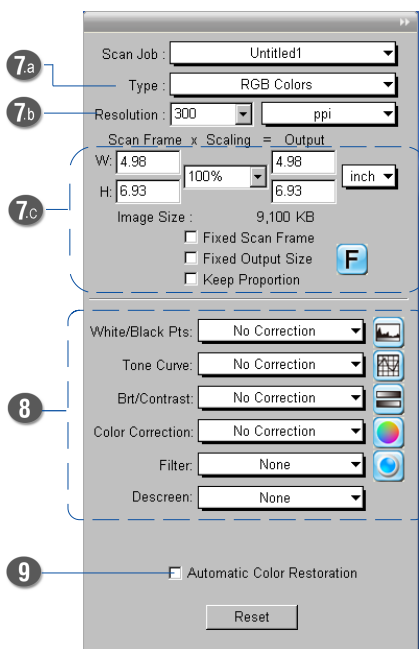 Scan Job : Untitled1
7.a Type : RGB Colors
7.b Resolution : 300 ppi
Scan Frame x Scaling = Output
W: 4.98 4.98
100% inch
H: 6.93 6.93
7.c
Image Size : 9,100 KB
Fixed Scan Frame
Fixed Output Size
F
Keep Proportion
White/Black Pts: No Correction
Tone Curve: No Correction
Brt/Contrast: No Correction
8
Color Correction: No Correction
Filter: None
Descreen: None
9 Automatic Color Restoration
Reset